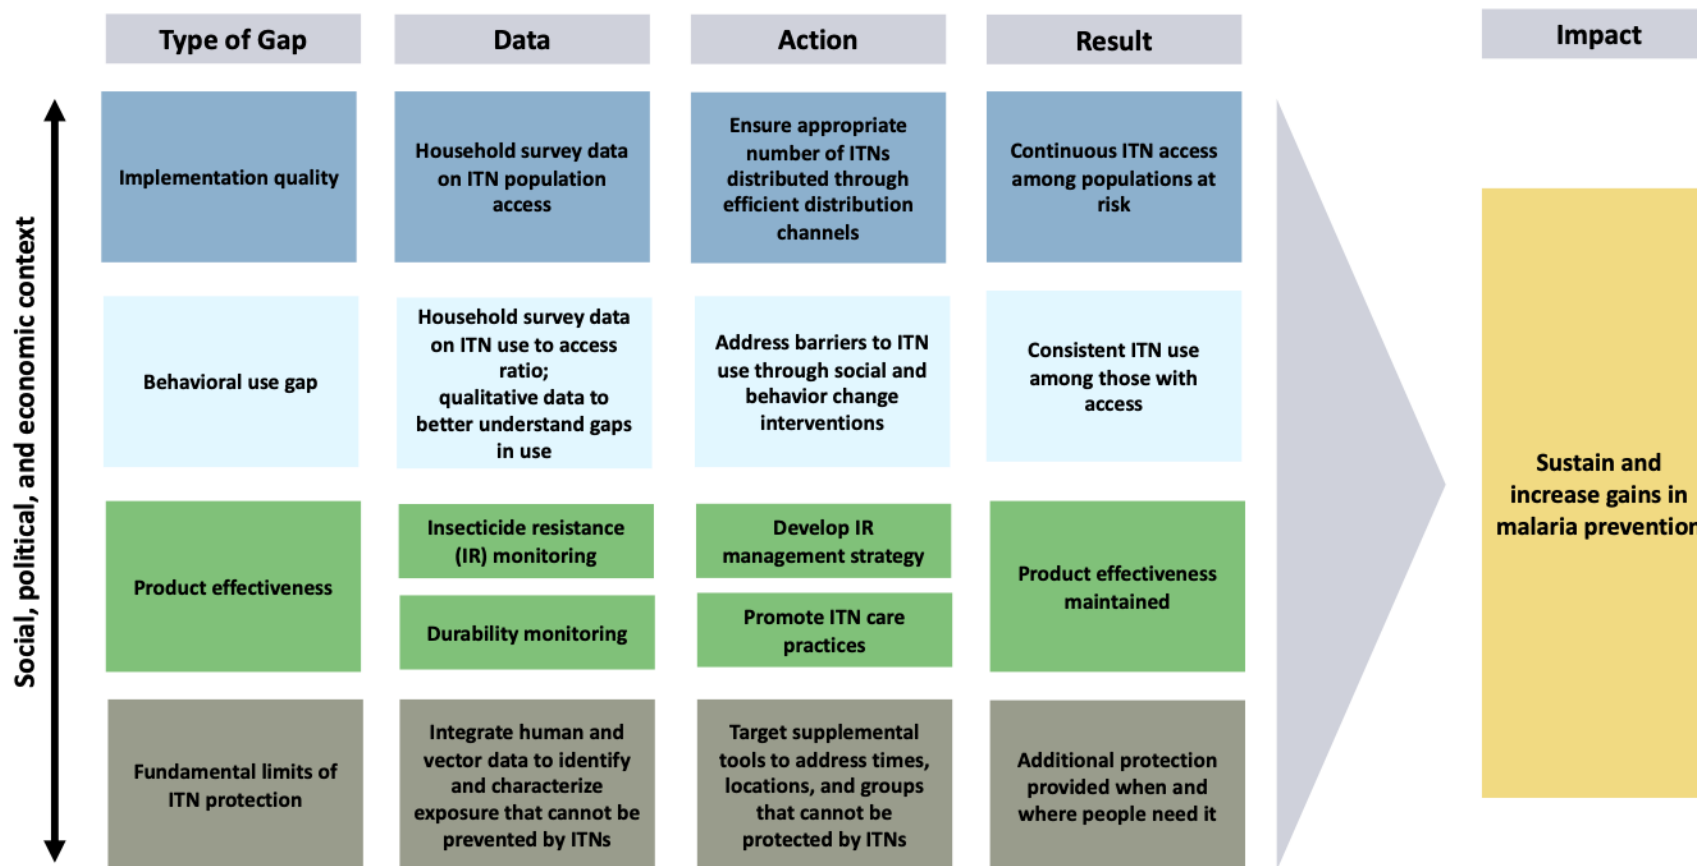 Type of Gap
Data
Action
Result
Impact
Social, political, and economic context
Implementation quality
Household survey data
on ITN population
access
Ensure appropriate
number of ITNs
distributed through
efficient distribution
channels
Continuous ITN access
among populations at
risk
Behavioral use gap
Household survey data
on ITN use to access
ratio;
qualitative data to
better understand gaps
in use
Address barriers to ITN
use through social and
behavior change
interventions
Consistent ITN use
among those with
access
Product effectiveness
Insecticide resistance
(IR) monitoring
Develop IR
management strategy
Durability monitoring
Promote ITN care
practices
Product effectiveness
maintained
Fundamental limits of
ITN protection
Integrate human and
vector data to identify
and characterize
exposure that cannot be
prevented by ITNs
Target supplemental
tools to address times,
locations, and groups
that cannot be
protected by ITNs
Additional protection
provided when and
where people need it
Sustain and
increase gains in
malaria prevention